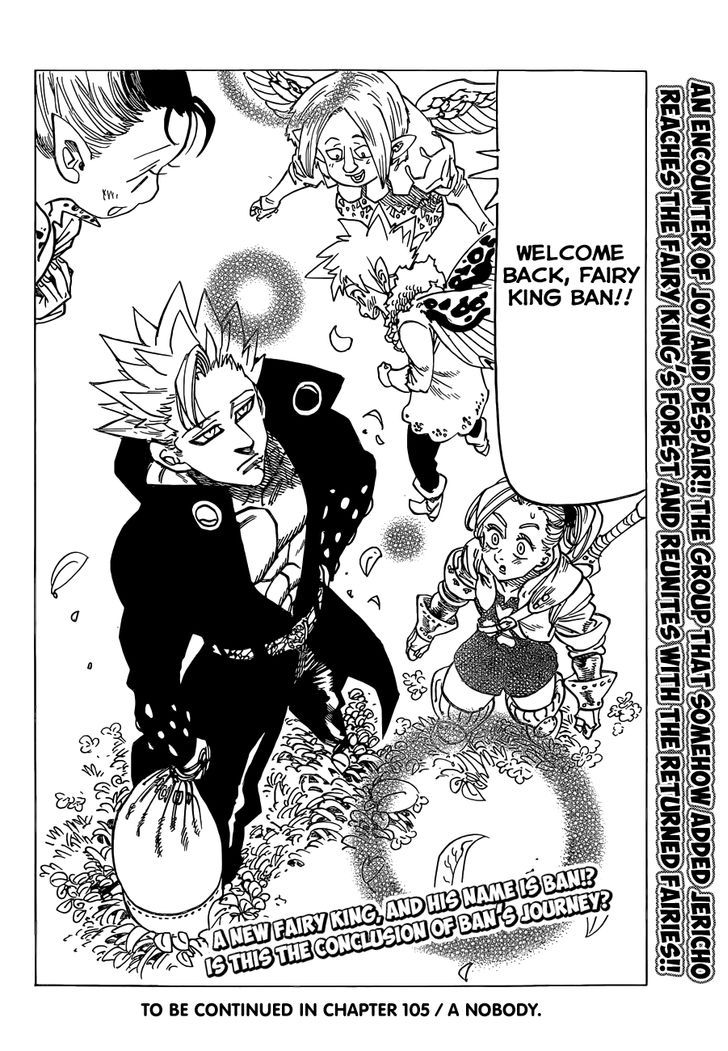 AN ENCOUNTER OF JOY AND DESPAIR!! THE GROUP THAT SOMEHOW ADDED JERICHO
REACHES THE FAIRY KING'S FOREST AND REUNITES WITH THE RETURNED FAIRIES!!
WELCOME
BACK, FAIRY
KING BAN!!
A NEW FAIRY KING, AND HIS NAME IS BAN!?
IS THIS THE CONCLUSION OF BAN'S JOURNEY?
TO BE CONTINUED IN CHAPTER 105 / A NOBODY.